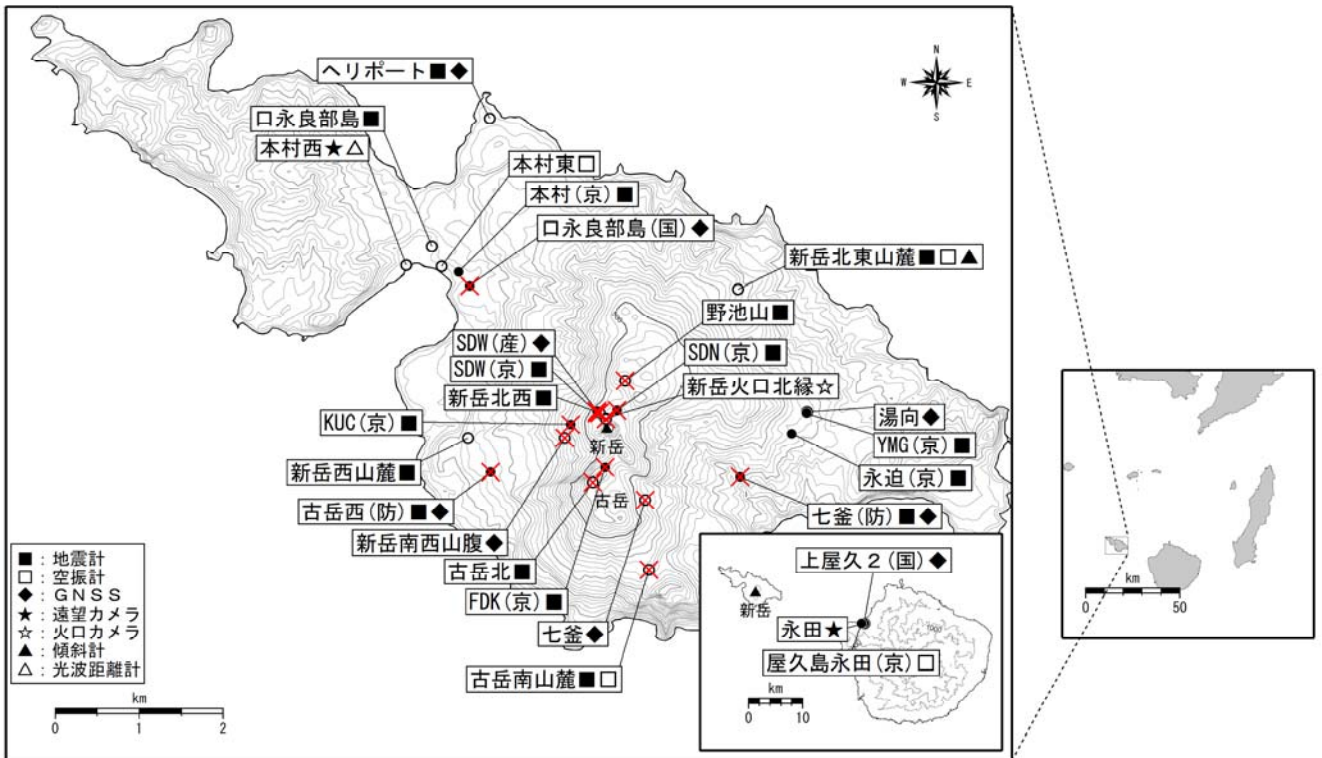 N
W E
S
ヘリポート■◆
口永良部島■
本村西★△
本村東□
本村(京)■
口永良部島(国)◆
新岳北東山麓■□▲
野池山■
SDW(産)◆
SDN(京)■
SDW(京)■
新岳火口北縁☆
新岳北西■
KUC(京)■
湯向◆
YMG(京)■
新岳
新岳西山麓■
永迫(京)■
古岳西(防)■◆
古岳
七釜(防)■◆
新岳南西山腹◆
古岳北■
FDK(京)■
七釜◆
古岳南山麓■□
■：地震計
□：空振計
◆：GNSS
★：遠望カメラ
☆：火口カメラ
▲：傾斜計
△：光波距離計
km
0 1 2
上屋久２(国)◆
新岳
永田★
屋久島永田(京)□
1000
km
0 10
km
0 50